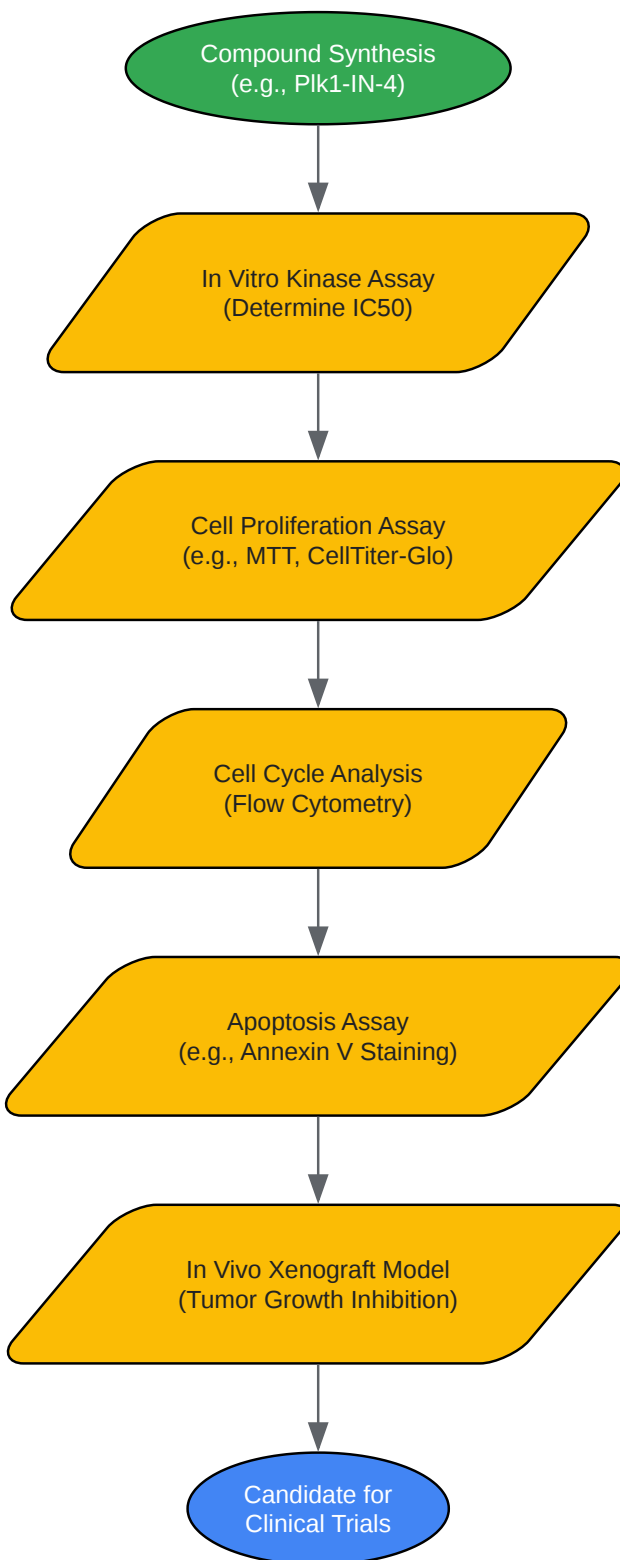 Compound Synthesis
(e.g., Plk1-IN-4)
In Vitro Kinase Assay
(Determine IC50)
Cell Proliferation Assay
(e.g., MTT, CellTiter-Glo)
Cell Cycle Analysis
(Flow Cytometry)
Apoptosis Assay
(e.g., Annexin V Staining)
In Vivo Xenograft Model
(Tumor Growth Inhibition)
Candidate for
Clinical Trials